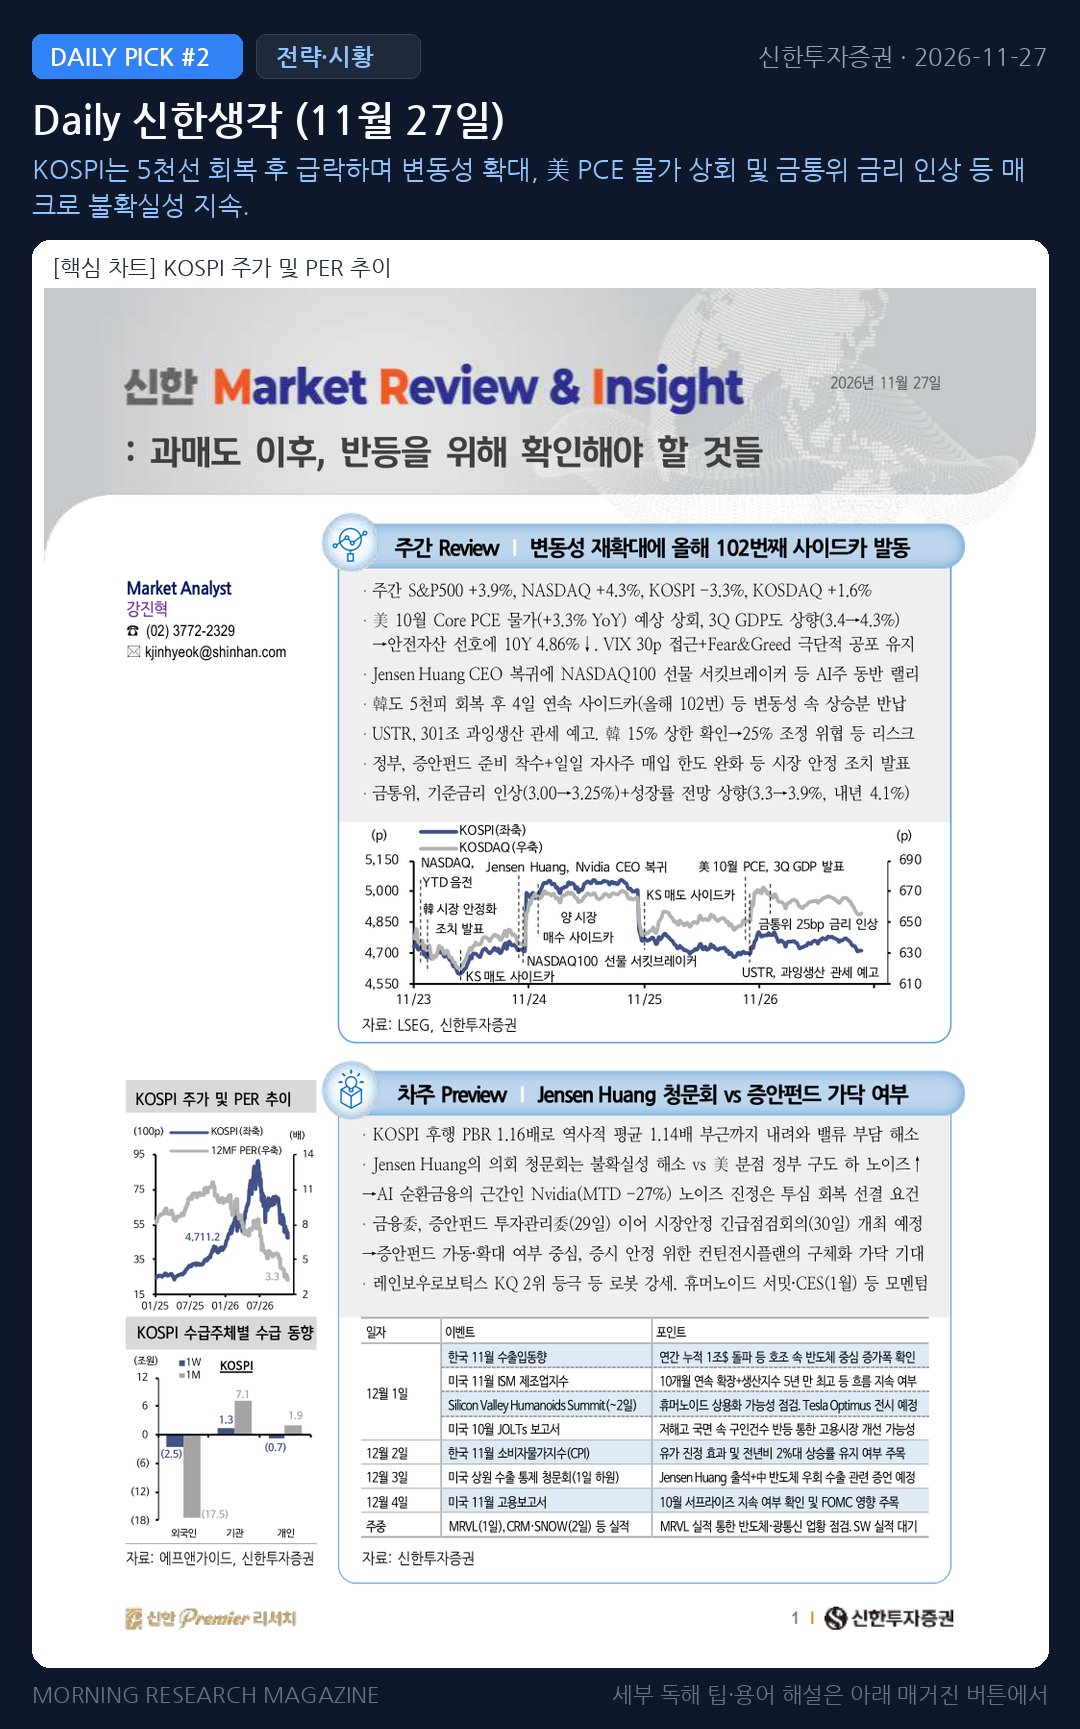 DAILY PICK #2
전략·시황
신한투자증권 · 2026-11-27
Daily 신한생각 (11월 27일)
KOSPI는 5천선 회복 후 급락하며 변동성 확대, 美 PCE 물가 상회 및 금통위 금리 인상 등 매
크로 불확실성 지속.
[핵심 차트] KOSPI 주가 및 PER 추이
신한 Market Review & Insight
2026년 11월 27일
: 과매도 이후, 반등을 위해 확인해야 할 것들
주간 Review | 변동성 재확대에 올해 102번째 사이드카 발동
Market Analyst
강진혁
☎ (02) 3772-2329
✉ kjinhyeok@shinhan.com
· 주간 S&P500 +3.9%, NASDAQ +4.3%, KOSPI -3.3%, KOSDAQ +1.6%
· 美 10월 Core PCE 물가(+3.3% YoY) 예상 상회, 3Q GDP도 상향(3.4→4.3%)
→안전자산 선호에 10Y 4.86%↓. VIX 30p 접근+Fear&Greed 극단적 공포 유지
· Jensen Huang CEO 복귀에 NASDAQ100 선물 서킷브레이커 등 AI주 동반 랠리
· 韓도 5천피 회복 후 4일 연속 사이드카(올해 102번) 등 변동성 속 상승분 반납
· USTR, 301조 과잉생산 관세 예고. 韓 15% 상한 확인→25% 조정 위협 등 리스크
· 정부, 증안펀드 준비 착수+일일 자사주 매입 한도 완화 등 시장 안정 조치 발표
· 금통위, 기준금리 인상(3.00→3.25%)+성장률 전망 상향(3.3→3.9%, 내년 4.1%)
(p)
KOSPI(좌축)
KOSDAQ(우축)
(p)
5,150
5,000
4,850
4,700
4,550
690
670
650
630
610
NASDAQ,
YTD 음전
Jensen Huang, Nvidia CEO 복귀
美 10월 PCE, 3Q GDP 발표
韓 시장 안정화
조치 발표
양 시장
매수 사이드카
KS 매도 사이드카
금통위 25bp 금리 인상
NASDAQ100 선물 서킷브레이커
KS 매도 사이드카
USTR, 과잉생산 관세 예고
11/23
11/24
11/25
11/26
자료: LSEG, 신한투자증권
차주 Preview | Jensen Huang 청문회 vs 증안펀드 가닥 여부
· KOSPI 후행 PBR 1.16배로 역사적 평균 1.14배 부근까지 내려와 밸류 부담 해소
· Jensen Huang의 의회 청문회는 불확실성 해소 vs 美 분점 정부 구도 하 노이즈↑
→AI 순환금융의 근간인 Nvidia(MTD -27%) 노이즈 진정은 투심 회복 선결 요건
· 금융委, 증안펀드 투자관리委(29일) 이어 시장안정 긴급점검회의(30일) 개최 예정
→증안펀드 가동·확대 여부 중심, 증시 안정 위한 컨틴전시플랜의 구체화 가닥 기대
· 레인보우로보틱스 KQ 2위 등극 등 로봇 강세. 휴머노이드 서밋·CES(1월) 등 모멘텀
KOSPI 주가 및 PER 추이
(100p)
KOSPI(좌축)
12MF PER(우축)
(배)
95
75
55
35
15
14
11
8
5
2
4,711.2
3.3
01/25
07/25
01/26
07/26
KOSPI 수급주체별 수급 동향
(조원)
1W
1M
KOSPI
12
6
0
(6)
(12)
(18)
(2.5)
(17.5)
1.3
7.1
(0.7)
1.9
외국인
기관
개인
자료: 에프앤가이드, 신한투자증권
일자 이벤트 포인트
12월 1일
한국 11월 수출입동향 연간 누적 1조$ 돌파 등 호조 속 반도체 중심 증가폭 확인
미국 11월 ISM 제조업지수 10개월 연속 확장+생산지수 5년 만 최고 등 흐름 지속 여부
Silicon Valley Humanoids Summit(~2일) 휴머노이드 상용화 가능성 점검. Tesla Optimus 전시 예정
미국 10월 JOLTs 보고서 저해고 국면 속 구인건수 반등 통한 고용시장 개선 가능성
12월 2일 한국 11월 소비자물가지수(CPI) 유가 진정 효과 및 전년비 2%대 상승률 유지 여부 주목
12월 3일 미국 상원 수출 통제 청문회(1일 하원) Jensen Huang 출석+中 반도체 우회 수출 관련 증언 예정
12월 4일 미국 11월 고용보고서 10월 서프라이즈 지속 여부 확인 및 FOMC 영향 주목
주중 MRVL(1일), CRM·SNOW(2일) 등 실적 MRVL 실적 통한 반도체·광통신 업황 점검. SW 실적 대기
자료: 신한투자증권
신한 Premier 리서치
1 | 신한투자증권
MORNING RESEARCH MAGAZINE
세부 독해 팁·용어 해설은 아래 매거진 버튼에서